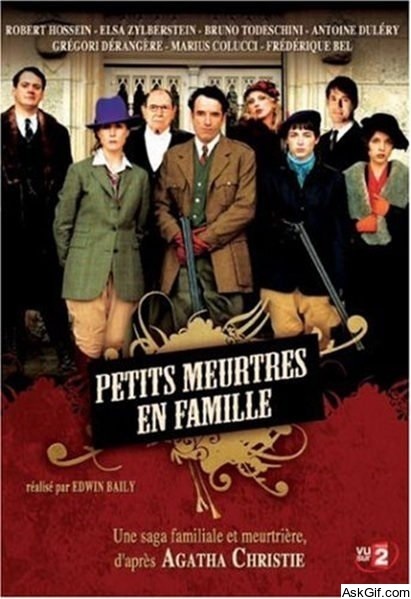 ROBERT HOSSEIN - ELSA ZYLBERSTEIN - BRUNO TODESCHINI - ANTOINE DULÉRY
GRÉGORI DÉRANGÈRE - MARIUS COLUCCI - FRÉDÉRIQUE BEL
PETITS MEURTRES
EN FAMILLE
réalisé par EDWIN BAILY
Une saga familiale et meurtrière,
d'après AGATHA CHRISTIE
VU SUR 2
AskGif.com